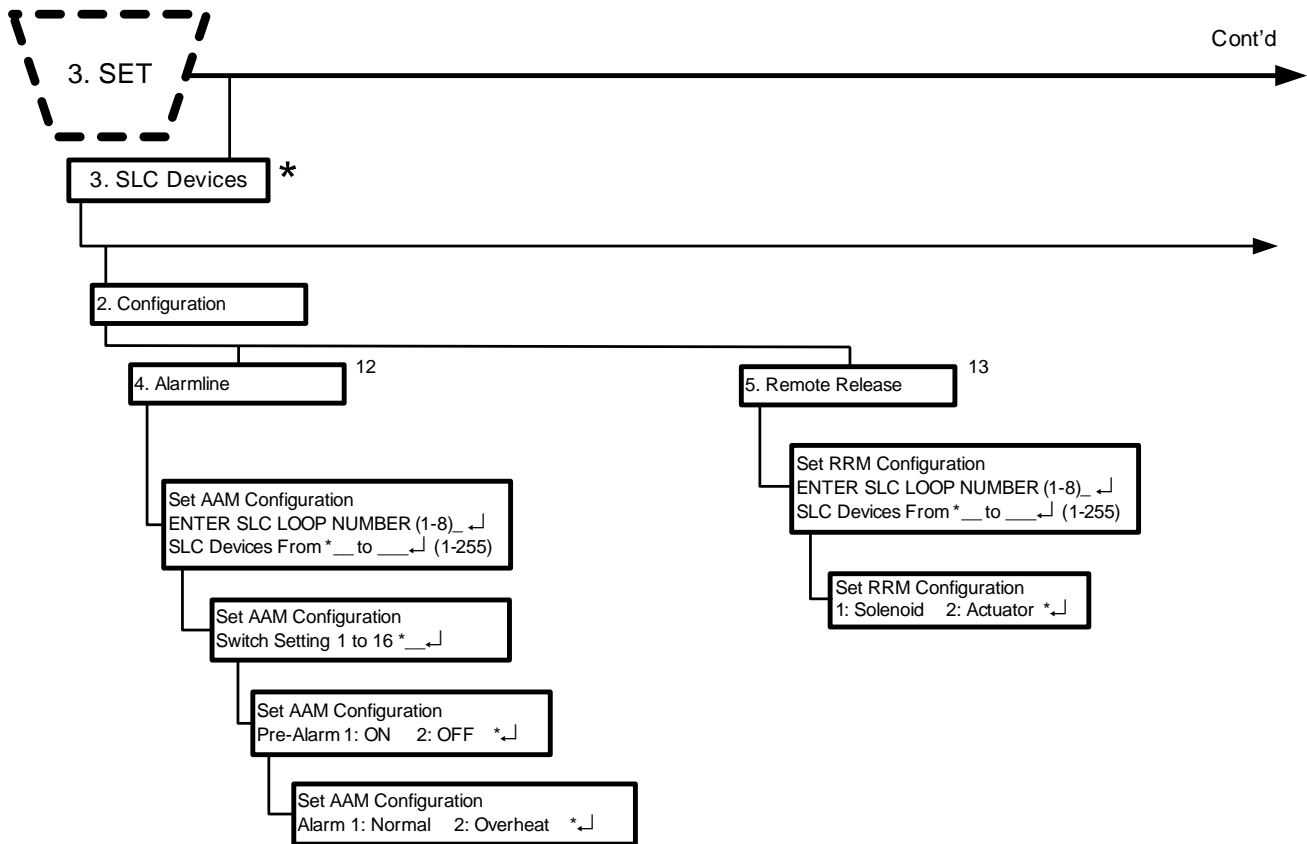 Cont'd
3. SET
3. SLC Devices *
2. Configuration
4. Alarmline 12
5. Remote Release 13
Set AAM Configuration
ENTER SLC LOOP NUMBER (1-8)_ ↵
SLC Devices From *__ to ___↵ (1-255)
Set AAM Configuration
Switch Setting 1 to 16 *__↵
Set AAM Configuration
Pre-Alarm 1: ON 2: OFF *↵
Set AAM Configuration
Alarm 1: Normal 2: Overheat *↵
Set RRM Configuration
ENTER SLC LOOP NUMBER (1-8)_ ↵
SLC Devices From *__ to ___↵ (1-255)
Set RRM Configuration
1: Solenoid 2: Actuator *↵